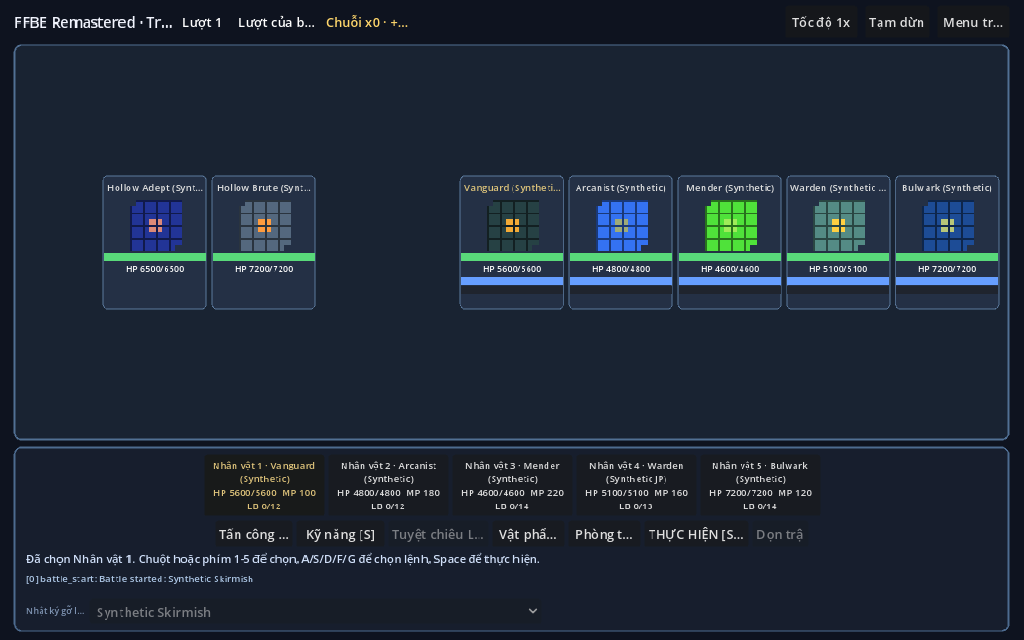 FFBE Remastered · Tr... Lượt 1 Lượt của b... Chuỗi x0 · +... Tốc độ 1x Tạm dừn Menu tr...
Hollow Adept (Synt... Hollow Brute (Synt... Vanguard (Syntheti... Arcanist (Synthetic) Mender (Synthetic) Warden (Synthetic ... Bulwark (Synthetic)
HP 6500/6500 HP 7200/7200 HP 5600/5600 HP 4800/4800 HP 4600/4600 HP 5100/5100 HP 7200/7200
Nhân vật 1 · Vanguard (Synthetic)
HP 5600/5600 MP 100
LD 0/12
Nhân vật 2 · Arcanist (Synthetic)
HP 4800/4800 MP 180
LD 0/12
Nhân vật 3 · Mender (Synthetic)
HP 4600/4600 MP 220
LD 0/14
Nhân vật 4 · Warden (Synthetic JP)
HP 5100/5100 MP 160
LD 0/13
Nhân vật 5 · Bulwark (Synthetic)
HP 7200/7200 MP 120
LD 0/14
Tấn công ... Kỹ năng [S] Tuyệt chiêu L... Vật phẩ... Phòng t... THỰC HIỆN [S... Dọn trậ
Đã chọn Nhân vật 1. Chuột hoặc phím 1-5 để chọn, A/S/D/F/G để chọn lệnh, Space để thực hiện.
[0] battle_start: Battle started: Synthetic Skirmish
Nhật ký gỡ l... Synthetic Skirmish